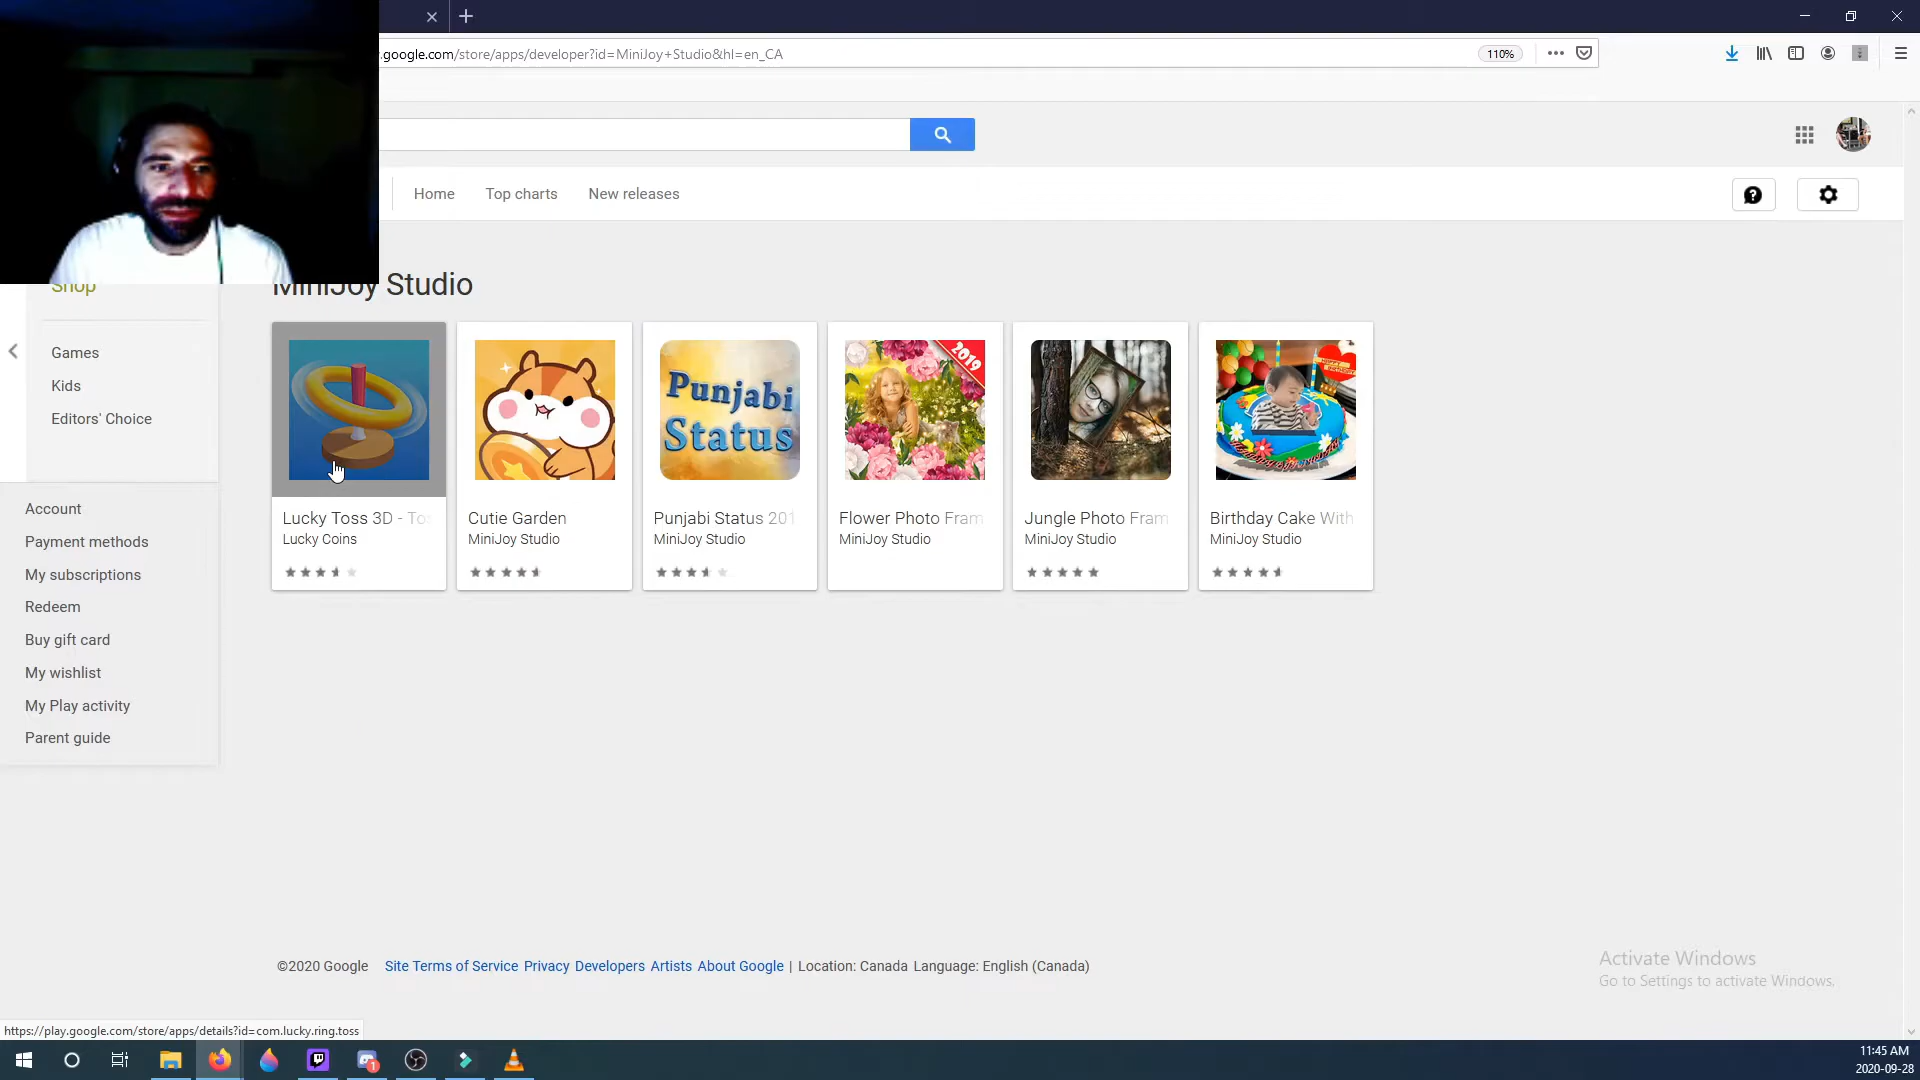 .google.com/store/apps/developer?id=MiniJoy+Studio&hl=en_CA
110%
Home
Top charts
New releases
Shop
MiniJoy Studio
Games
Kids
Editors' Choice
Account
Payment methods
My subscriptions
Redeem
Buy gift card
My wishlist
My Play activity
Parent guide
Lucky Toss 3D - To
Lucky Coins
Punjabi
Status
2019
Cutie Garden
MiniJoy Studio
Punjabi Status 201
MiniJoy Studio
Flower Photo Fram
MiniJoy Studio
Jungle Photo Fram
MiniJoy Studio
Birthday Cake With
MiniJoy Studio
©2020 Google Site Terms of Service Privacy Developers Artists About Google | Location: Canada Language: English (Canada)
Activate Windows
Go to Settings to activate Windows.
https://play.google.com/store/apps/details?id=com.lucky.ring.toss
1
11:45 AM
2020-09-28